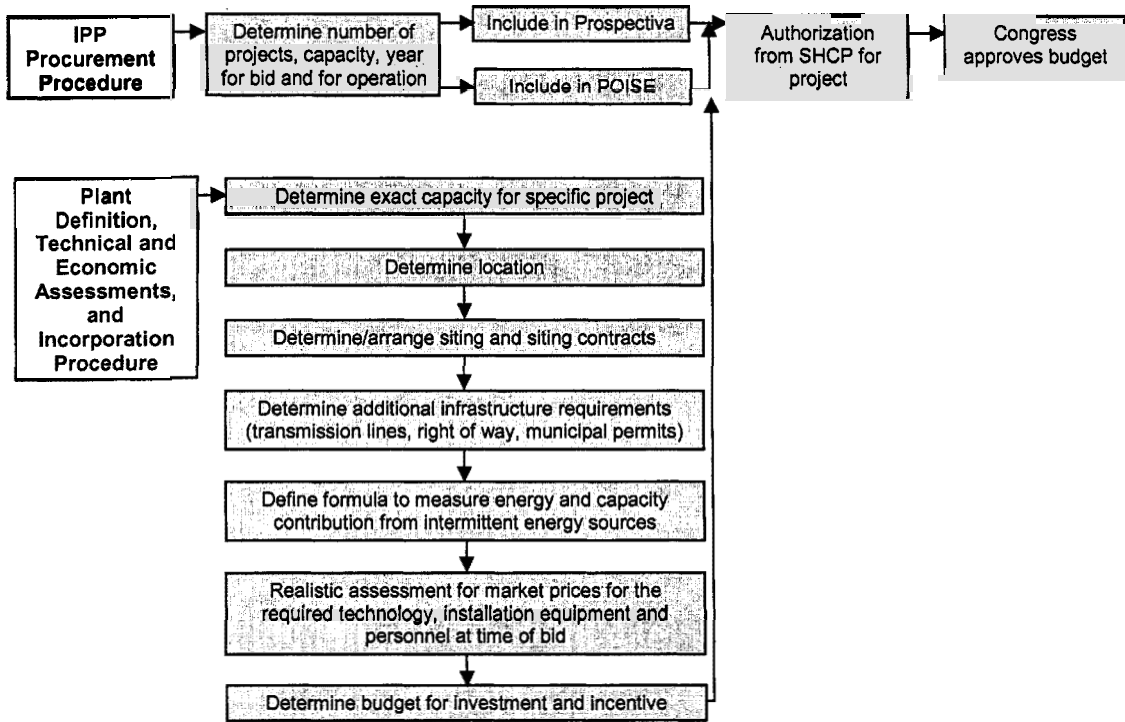 IPP
Procurement
Procedure
Determine number of
projects, capacity, year
for bid and for operation
Include in Prospectiva
Include in POISE
Authorization
from SHCP for
project
Congress
approves budget
Plant
Definition,
Technical and
Economic
Assessments,
and
Incorporation
Procedure
Determine exact capacity for specific project
Determine location
Determine/arrange siting and siting contracts
Determine additional infrastructure requirements
(transmission lines, right of way, municipal permits)
Define formula to measure energy and capacity
contribution from intermittent energy sources
Realistic assessment for market prices for the
required technology, installation equipment and
personnel at time of bid
Determine budget for investment and incentive